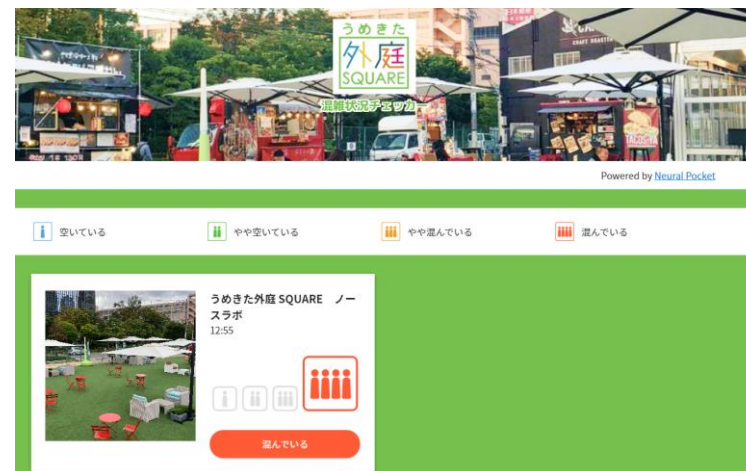 うめきた
外庭
SQUARE
混雑状況チェッカー
Powered by Neural Pocket
空いている
やや空いている
やや混んでいる
混んでいる
うめきた外庭 SQUARE ノー
スラボ
12:55
混んでいる